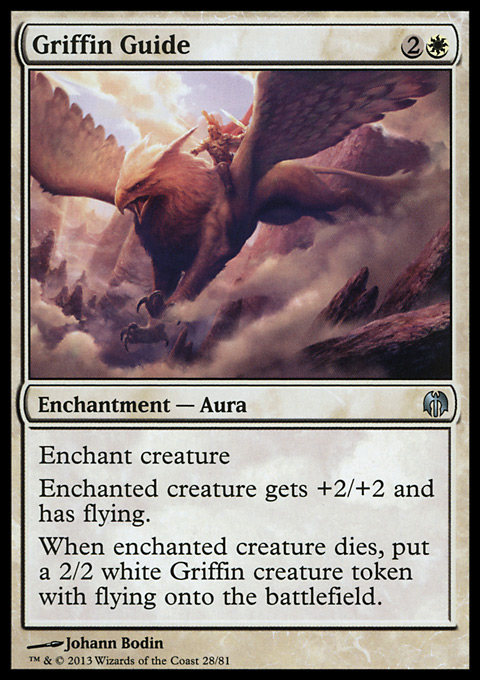 Griffin Guide 2
Enchantment — Aura
Enchant creature
Enchanted creature gets +2/+2 and
has flying.
When enchanted creature dies, put
a 2/2 white Griffin creature token
with flying onto the battlefield.
Johann Bodin
™ & © 2013 Wizards of the Coast 28/81